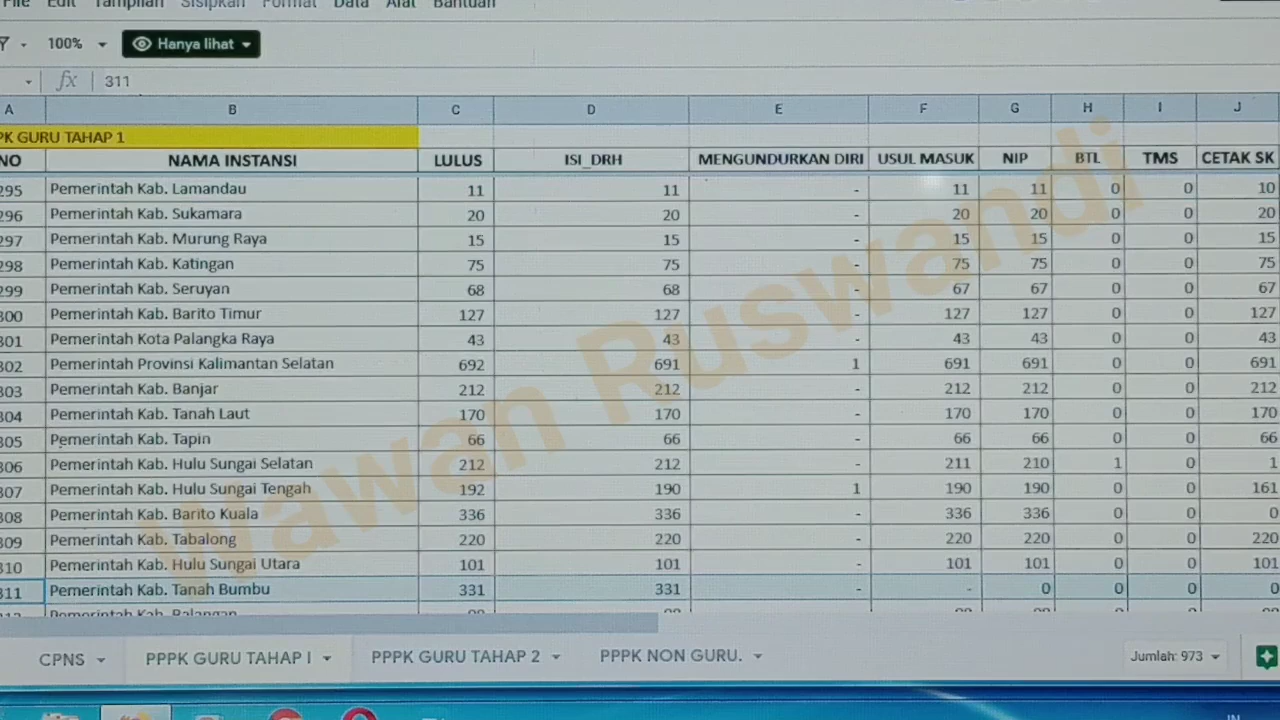 File Edit Tampilan Sisipkan Format Data Alat Bantuan
100% Hanya lihat
fx 311
A B C D E F G H I J
PK GURU TAHAP 1
NO NAMA INSTANSI LULUS ISI_DRH MENGUNDURKAN DIRI USUL MASUK NIP BTL TMS CETAK SK
295 Pemerintah Kab. Lamandau 11 11 - 11 11 0 0 10
296 Pemerintah Kab. Sukamara 20 20 - 20 20 0 0 20
297 Pemerintah Kab. Murung Raya 15 15 - 15 15 0 0 15
298 Pemerintah Kab. Katingan 75 75 - 75 75 0 0 75
299 Pemerintah Kab. Seruyan 68 68 - 67 67 0 0 67
300 Pemerintah Kab. Barito Timur 127 127 - 127 127 0 0 127
301 Pemerintah Kota Palangka Raya 43 43 - 43 43 0 0 43
302 Pemerintah Provinsi Kalimantan Selatan 692 691 1 691 691 0 0 691
303 Pemerintah Kab. Banjar 212 212 - 212 212 0 0 212
304 Pemerintah Kab. Tanah Laut 170 170 - 170 170 0 0 170
305 Pemerintah Kab. Tapin 66 66 - 66 66 0 0 66
306 Pemerintah Kab. Hulu Sungai Selatan 212 212 - 211 210 1 0 1
307 Pemerintah Kab. Hulu Sungai Tengah 192 190 1 190 190 0 0 161
308 Pemerintah Kab. Barito Kuala 336 336 - 336 336 0 0 0
309 Pemerintah Kab. Tabalong 220 220 - 220 220 0 0 220
310 Pemerintah Kab. Hulu Sungai Utara 101 101 - 101 101 0 0 101
311 Pemerintah Kab. Tanah Bumbu 331 331 - - 0 0 0 0
Pemerintah Kab. Balangan
Wawan Ruswandi
CPNS PPPK GURU TAHAP I PPPK GURU TAHAP 2 PPPK NON GURU. Jumlah: 973
IN